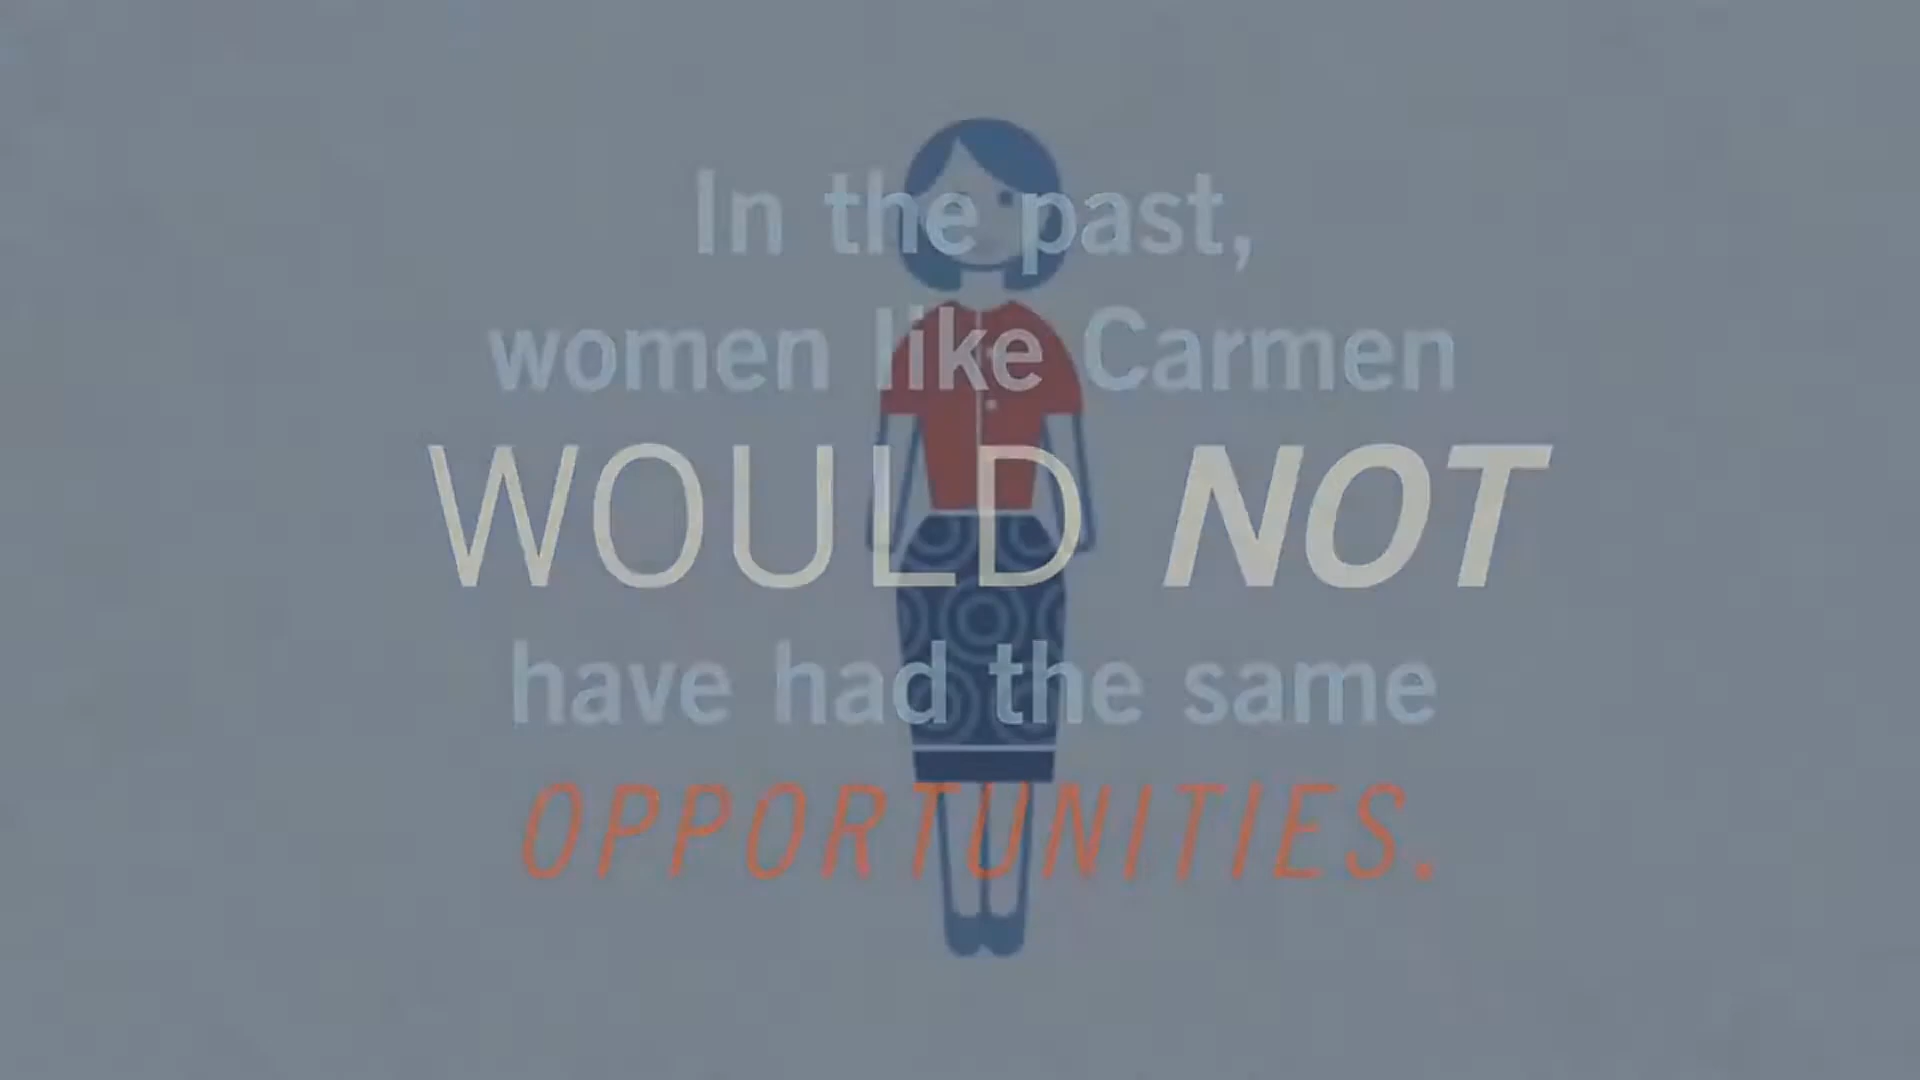 In the past,
women like Carmen
WOULD NOT
have had the same
OPPORTUNITIES.